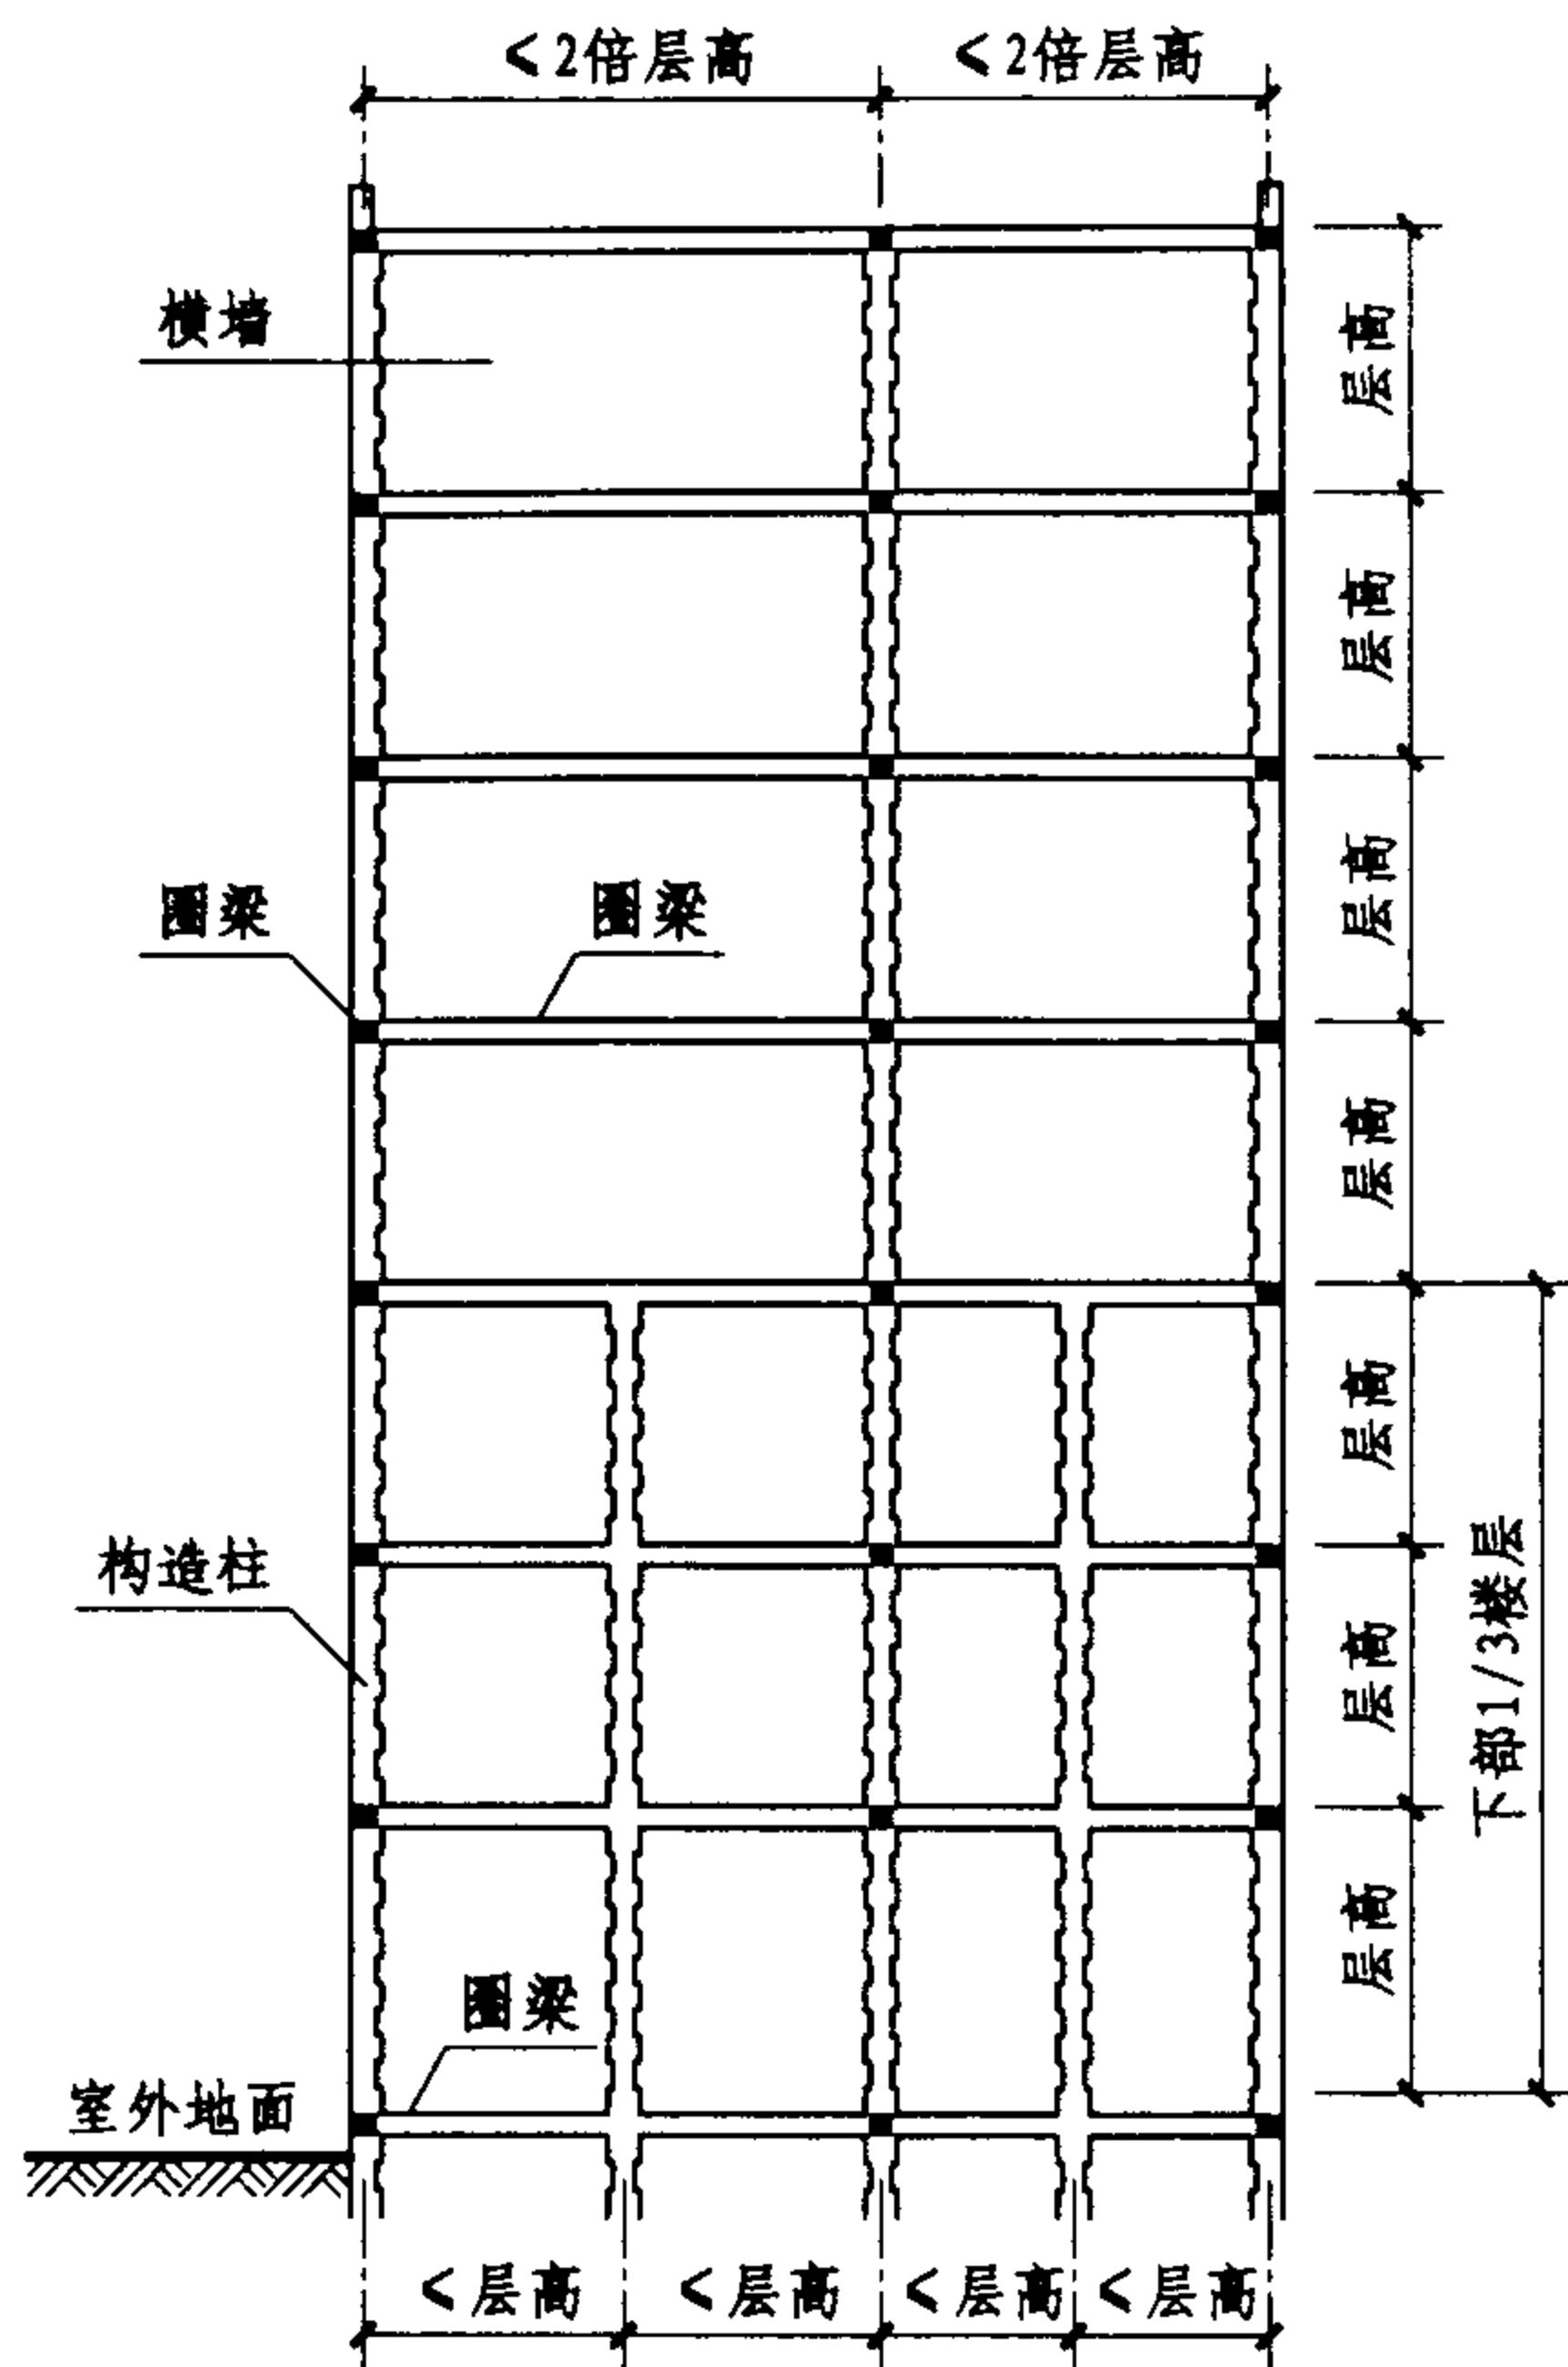 <2倍层高
<2倍层高
横墙
层高
层高
圈梁
圈梁
层高
层高
层高
构造柱
层高
下部1/3楼层
层高
圈梁
室外地面
<层高
<层高
<层高
<层高